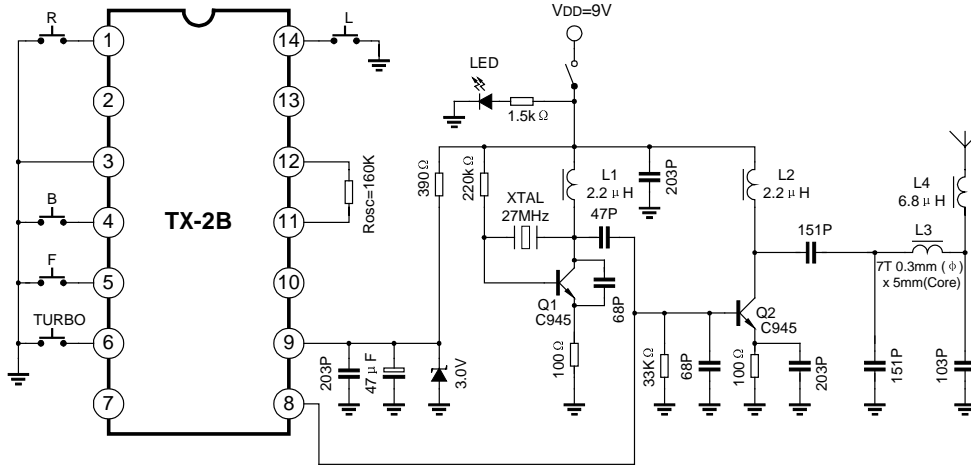 VDD=9V
R
L
1
14
LED
2
13
1.5kΩ
3
12
390Ω
220kΩ
L1
2.2μH
203P
L2
2.2μH
L4
6.8μH
XTAL
27MHz
47P
Rosc=160K
B
4
TX-2B
11
151P
L3
7T 0.3mm (ϕ)
x 5mm(Core)
F
5
10
Q1
C945
68P
Q2
C945
TURBO
6
9
203P
47μF
3.0V
100Ω
33KΩ
68P
100Ω
203P
151P
103P
7
8